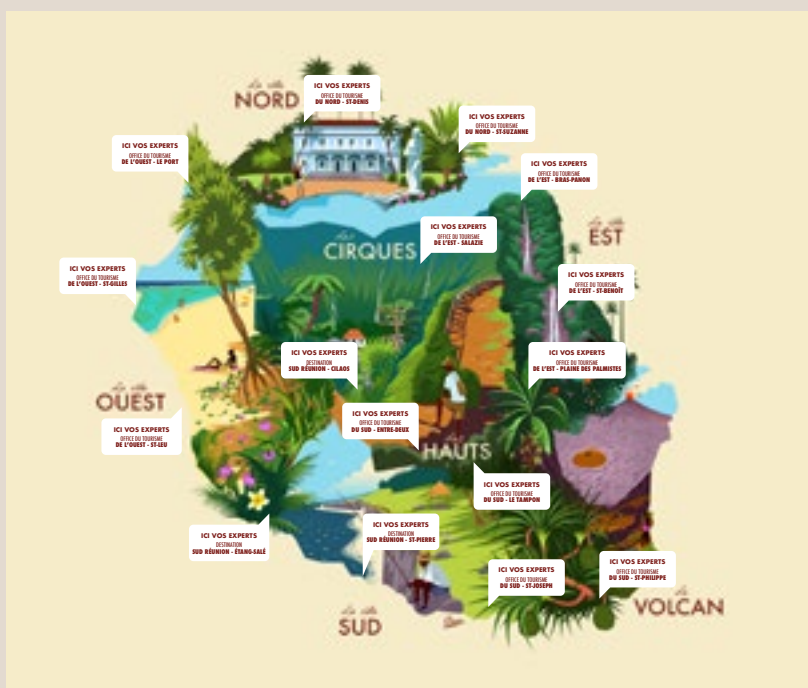 La côte
NORD
ICI VOS EXPERTS
OFFICE DU TOURISME
DU NORD - ST-DENIS
ICI VOS EXPERTS
OFFICE DU TOURISME
DU NORD - ST-SUZANNE
ICI VOS EXPERTS
OFFICE DU TOURISME
DE L'OUEST - LE PORT
ICI VOS EXPERTS
OFFICE DU TOURISME
DE L'EST - BRAS-PANON
ICI VOS EXPERTS
OFFICE DU TOURISME
DE L'EST - SALAZIE
CIRQUES
La côte
EST
ICI VOS EXPERTS
OFFICE DU TOURISME
DE L'OUEST - ST-GILLES
ICI VOS EXPERTS
OFFICE DU TOURISME
DE L'EST - ST-BENOÎT
ICI VOS EXPERTS
DESTINATION
SUD RÉUNION - CILAOS
ICI VOS EXPERTS
OFFICE DU TOURISME
DE L'EST - PLAINE DES PALMISTES
La côte
OUEST
ICI VOS EXPERTS
OFFICE DU TOURISME
DU SUD - ENTRE-DEUX
ICI VOS EXPERTS
OFFICE DU TOURISME
DE L'OUEST - ST-LEU
HAUTS
ICI VOS EXPERTS
OFFICE DU TOURISME
DU SUD - LE TAMPON
ICI VOS EXPERTS
DESTINATION
SUD RÉUNION - ÉTANG-SALÉ
ICI VOS EXPERTS
DESTINATION
SUD RÉUNION - ST-PIERRE
ICI VOS EXPERTS
OFFICE DU TOURISME
DU SUD - ST-JOSEPH
ICI VOS EXPERTS
OFFICE DU TOURISME
DU SUD - ST-PHILIPPE
La côte
SUD
VOLCAN